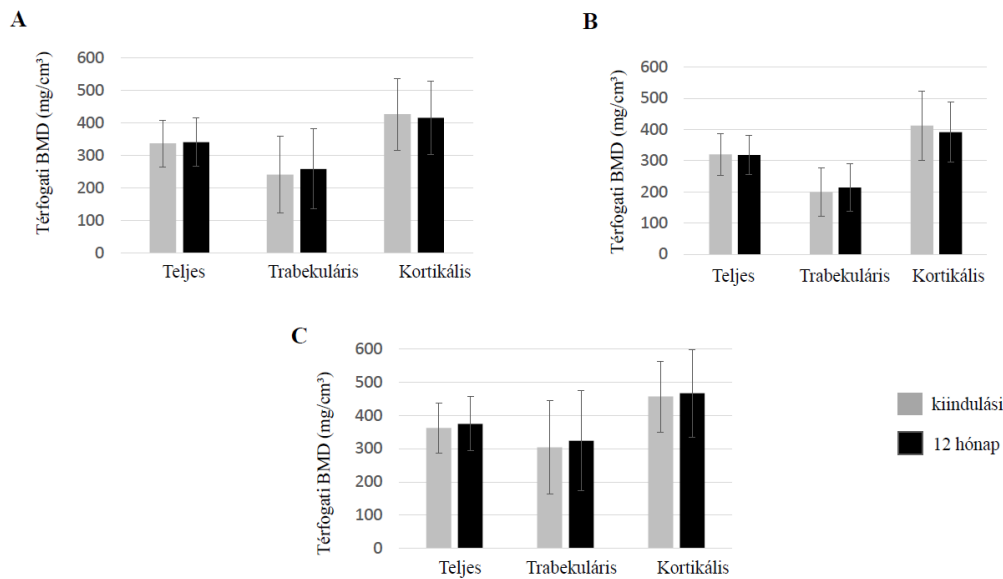 A
Térfogati BMD (mg/cm³)
600
500
400
300
200
100
0
Teljes Trabekuláris Kortikális
B
Térfogati BMD (mg/cm³)
600
500
400
300
200
100
0
Teljes Trabekuláris Kortikális
C
Térfogati BMD (mg/cm³)
600
500
400
300
200
100
0
Teljes Trabekuláris Kortikális
kiindulási
12 hónap